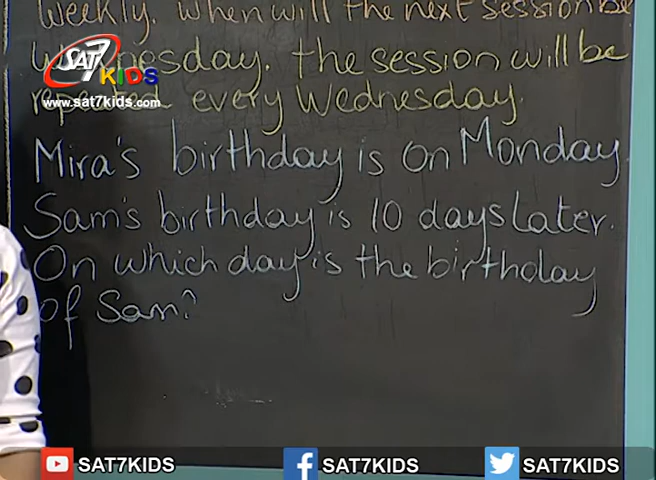 weekly. when will the next session be
Wednesday. the session will be
repeated every Wednesday.
Mira's birthday is on Monday.
Sam's birthday is 10 days Later.
On which day is the birthday
of Sam?
SAT7
KIDS
www.sat7kids.com
SAT7KIDS
SAT7KIDS
SAT7KIDS